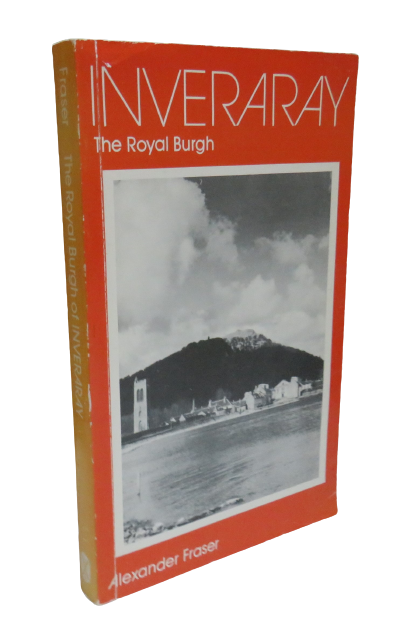 INVERARAY
The Royal Burgh
Alexander Fraser
Fraser The Royal Burgh of INVERARAY